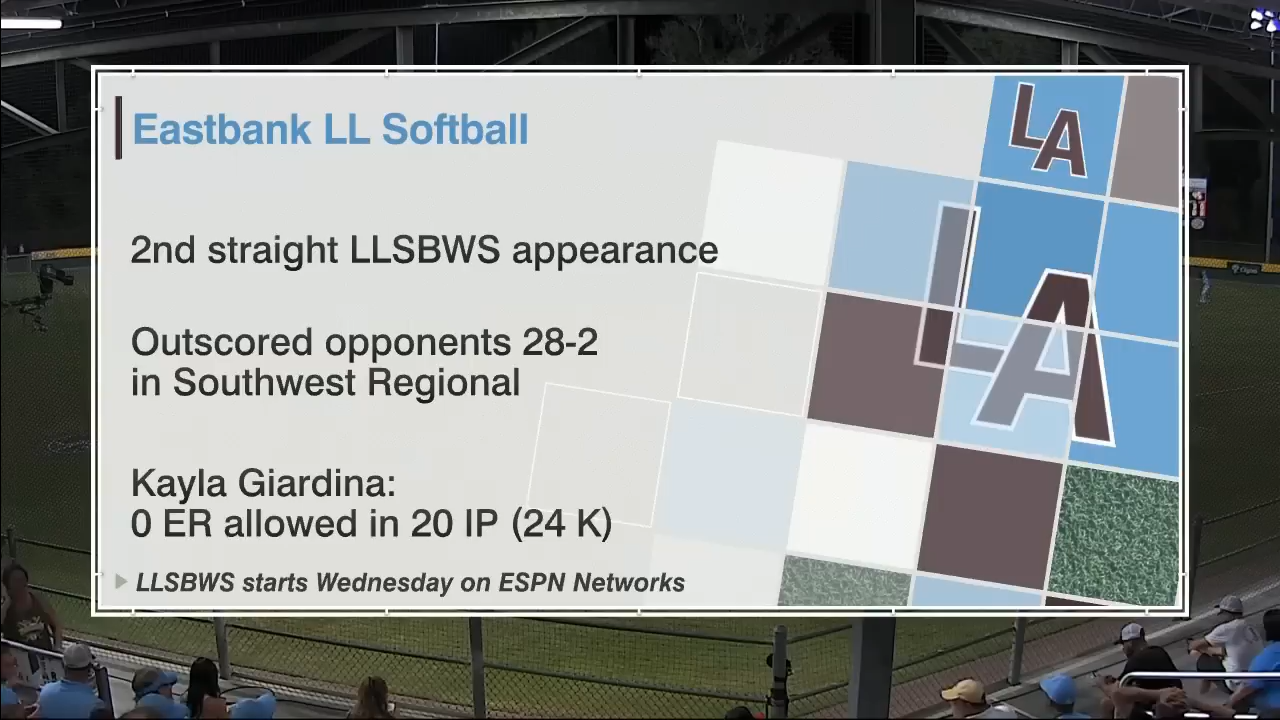 Eastbank LL Softball
LA
2nd straight LLSBWS appearance
LA
Outscored opponents 28-2
in Southwest Regional
Kayla Giardina:
0 ER allowed in 20 IP (24 K)
LLSBWS starts Wednesday on ESPN Networks